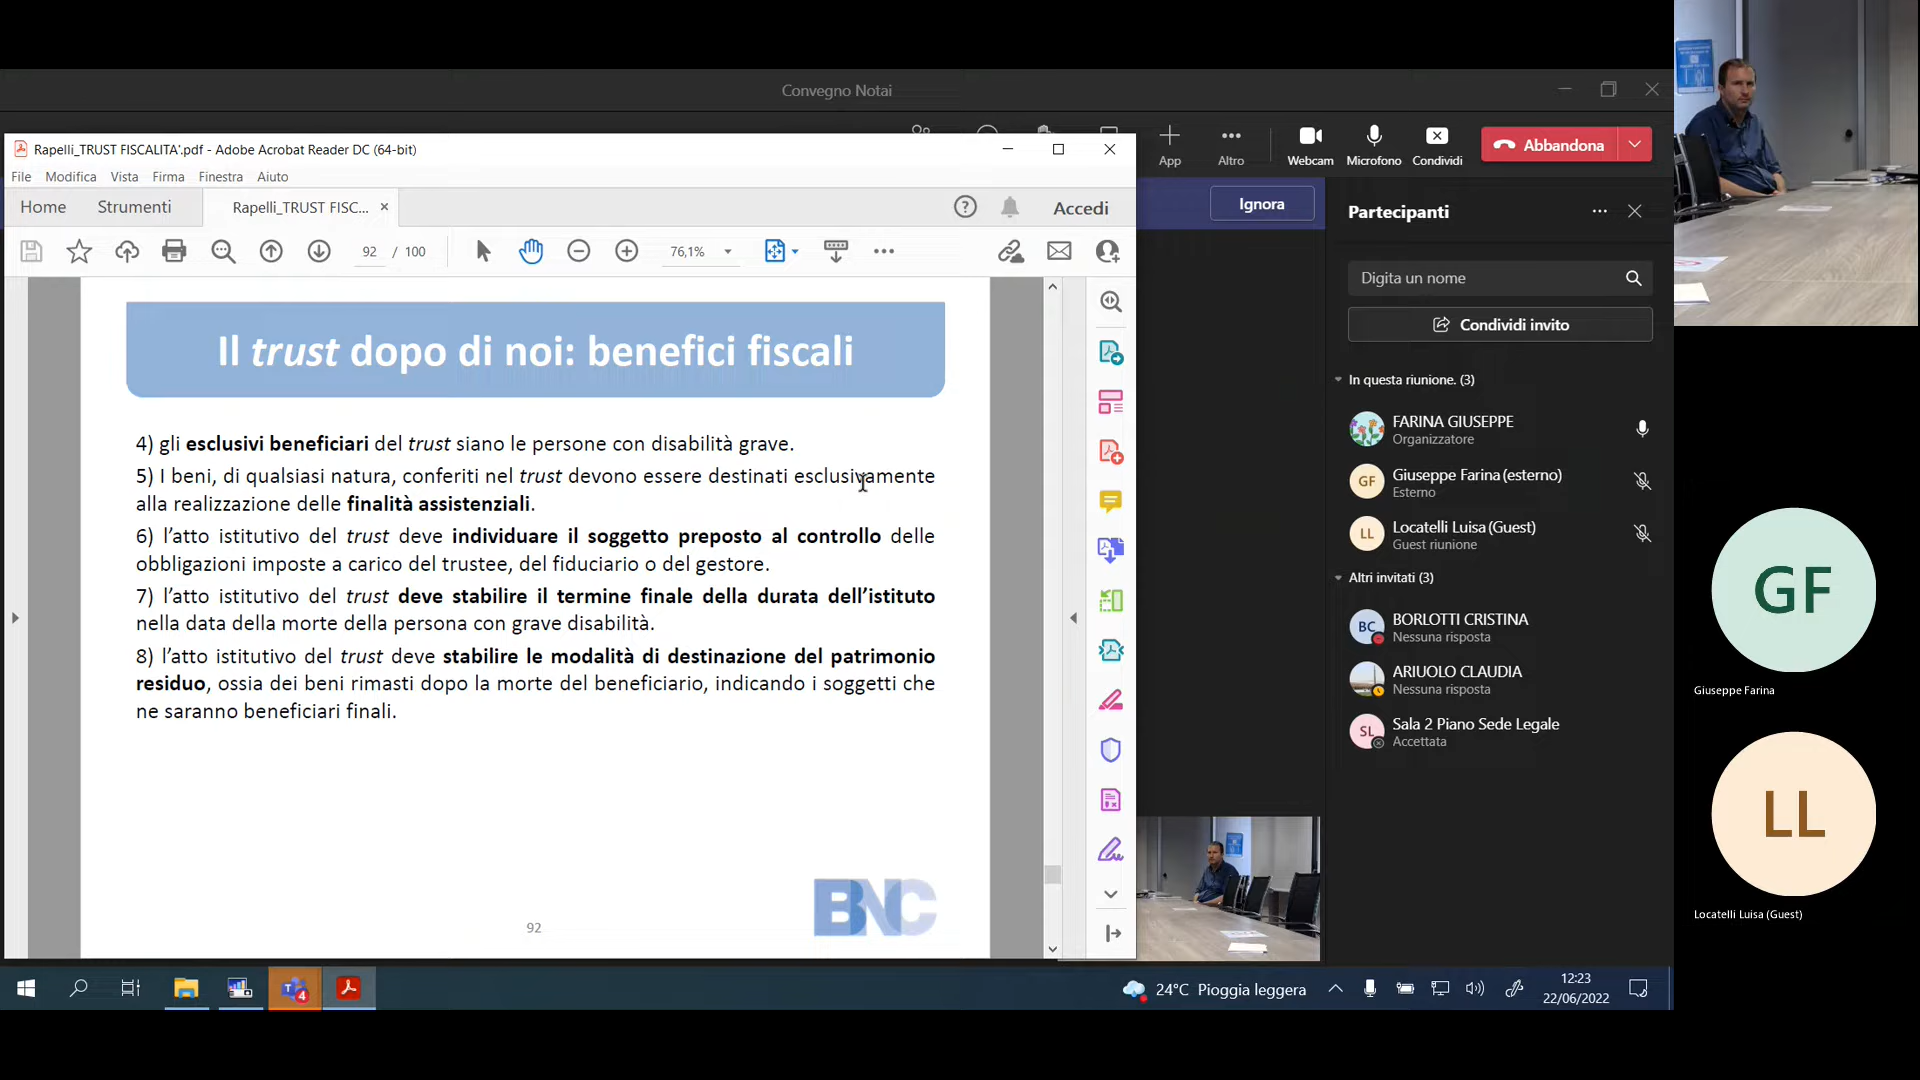 Convegno Notai
App
Altro
Webcam
Microfono
Condividi
Abbandona
Rapelli_TRUST FISCALITA'.pdf - Adobe Acrobat Reader DC (64-bit)
File Modifica Vista Firma Finestra Aiuto
Home Strumenti Rapelli_TRUST FISC... Accedi
92 / 100 76,1%
Ignora
Il trust dopo di noi: benefici fiscali
4) gli esclusivi beneficiari del trust siano le persone con disabilità grave.
5) I beni, di qualsiasi natura, conferiti nel trust devono essere destinati esclusivamente
alla realizzazione delle finalità assistenziali.
6) l’atto istitutivo del trust deve individuare il soggetto preposto al controllo delle
obbligazioni imposte a carico del trustee, del fiduciario o del gestore.
7) l’atto istitutivo del trust deve stabilire il termine finale della durata dell’istituto
nella data della morte della persona con grave disabilità.
8) l’atto istitutivo del trust deve stabilire le modalità di destinazione del patrimonio
residuo, ossia dei beni rimasti dopo la morte del beneficiario, indicando i soggetti che
ne saranno beneficiari finali.
92
BNC
Partecipanti
Digita un nome
Condividi invito
In questa riunione. (3)
FARINA GIUSEPPE
Organizzatore
GF
Giuseppe Farina (esterno)
Esterno
LL
Locatelli Luisa (Guest)
Guest riunione
Altri invitati (3)
BC
BORLOTTI CRISTINA
Nessuna risposta
ARIUOLO CLAUDIA
Nessuna risposta
SL
Sala 2 Piano Sede Legale
Accettata
GF
Giuseppe Farina
LL
Locatelli Luisa (Guest)
4
24°C Pioggia leggera
12:23
22/06/2022